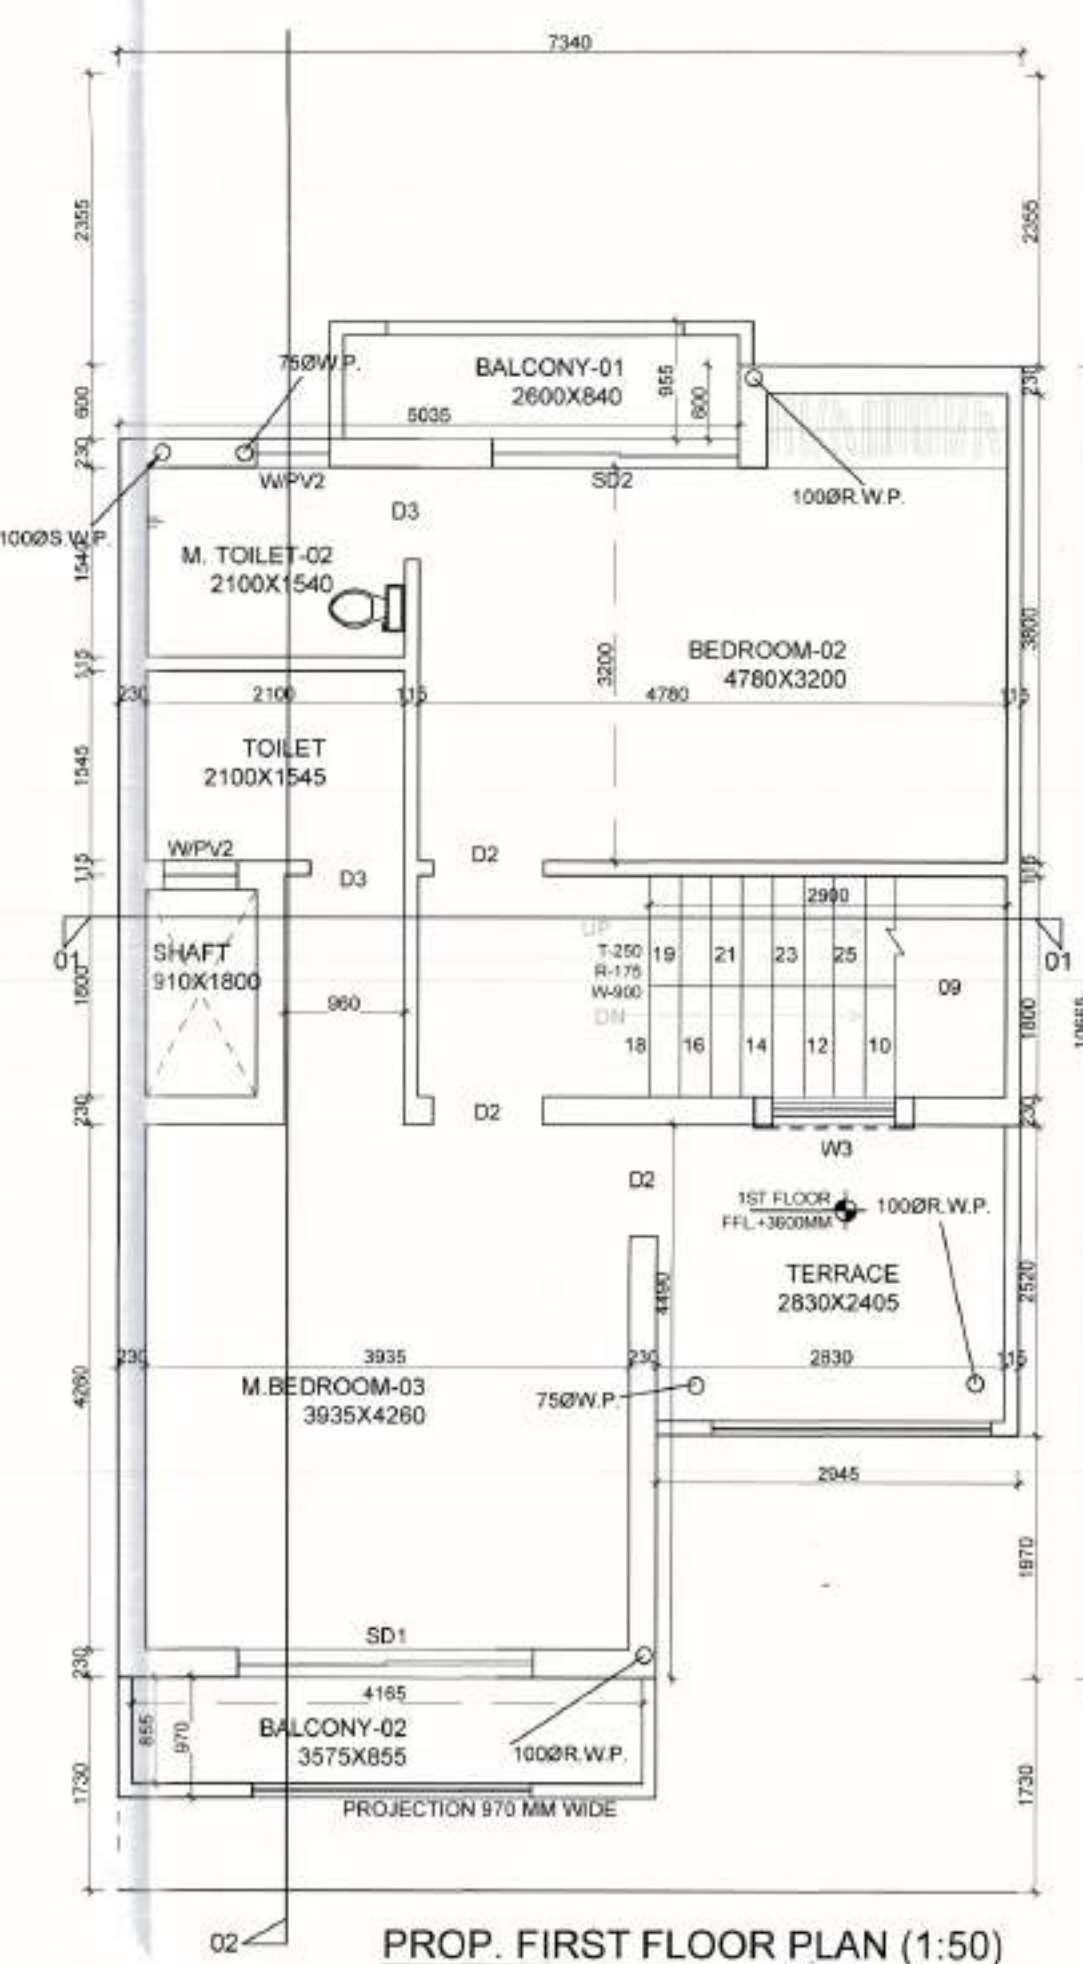 7340
2355
2355
75ØW.P.
BALCONY-01
2600X840
955
600
600
230
5035
230
W/PV2
SD2
100ØR.W.P.
D3
100ØS.W.P.
M. TOILET-02
2100X1540
1540
BEDROOM-02
4780X3200
3200
3800
115
230
2100
115
4780
115
TOILET
2100X1545
1545
W/PV2
D2
D3
115
115
2900
UP
T-250
R-175
W-900
DN
19
21
23
25
18
16
14
12
10
09
01
01
SHAFT
910X1800
1800
960
1800
10665
230
D2
230
W3
D2
1ST FLOOR
FFL.+3600MM
100ØR.W.P.
TERRACE
2830X2405
4490
2520
230
3935
230
2830
115
M.BEDROOM-03
3935X4260
4260
75ØW.P.
2945
1970
SD1
230
4165
BALCONY-02
3575X855
855
970
100ØR.W.P.
1730
1730
PROJECTION 970 MM WIDE
02
PROP. FIRST FLOOR PLAN (1:50)